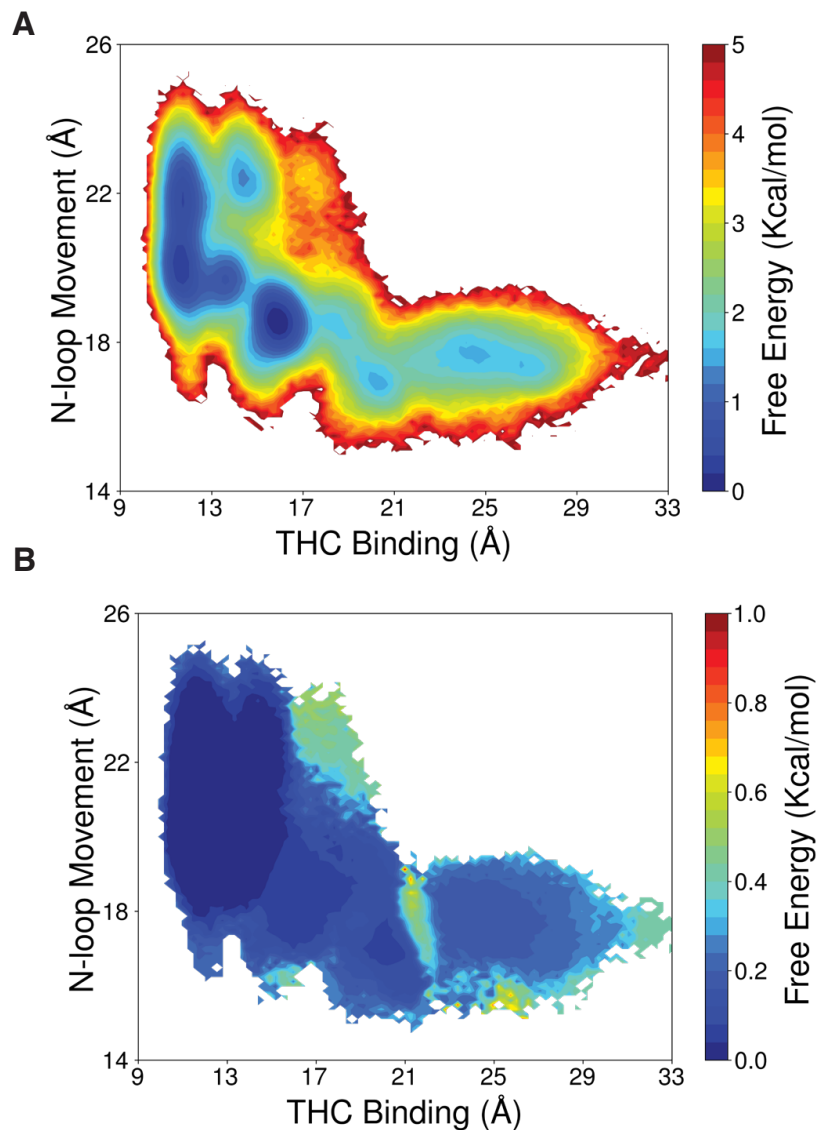 A
N-loop Movement (Å)
26
22
18
14
9 13 17 21 25 29 33
THC Binding (Å)
5
4
3
2
1
0
Free Energy (Kcal/mol)
B
N-loop Movement (Å)
26
22
18
14
9 13 17 21 25 29 33
THC Binding (Å)
1.0
0.8
0.6
0.4
0.2
0.0
Free Energy (Kcal/mol)